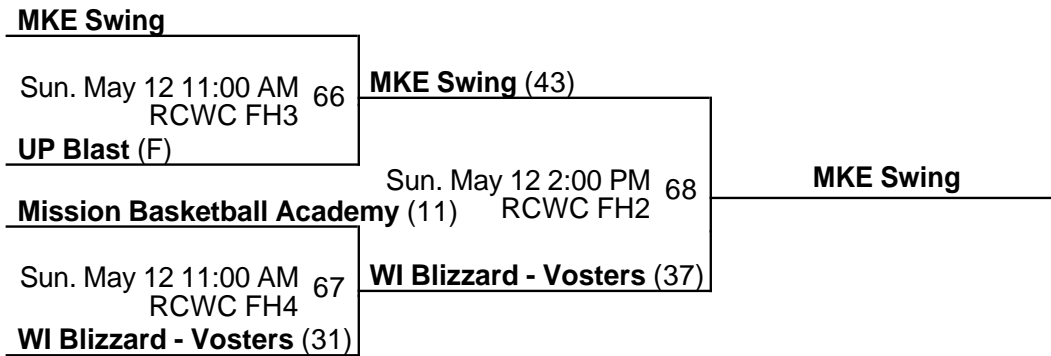 MKE Swing
Sun. May 12 11:00 AM 66
RCWC FH3
UP Blast (F)
MKE Swing (43)
Sun. May 12 2:00 PM 68
RCWC FH2
MKE Swing
Mission Basketball Academy (11)
Sun. May 12 11:00 AM 67
RCWC FH4
WI Blizzard - Vosters (31)
WI Blizzard - Vosters (37)